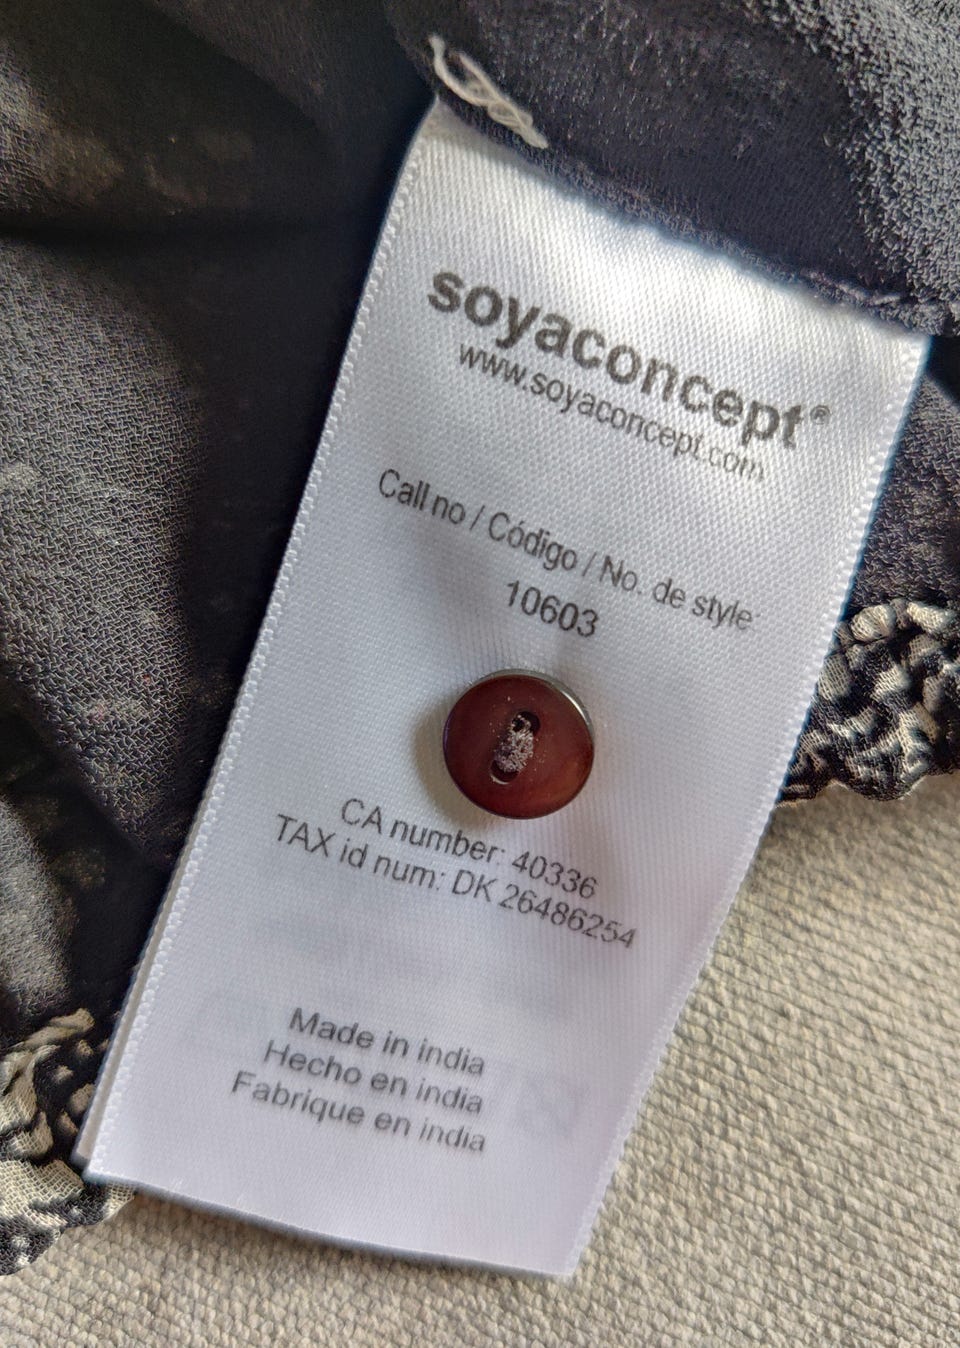 soyaconcept®
www.soyaconcept.com
Call no / Código / No. de style:
10603
CA number: 40336
TAX id num: DK 26486254
Made in india
Hecho en india
Fabrique en india